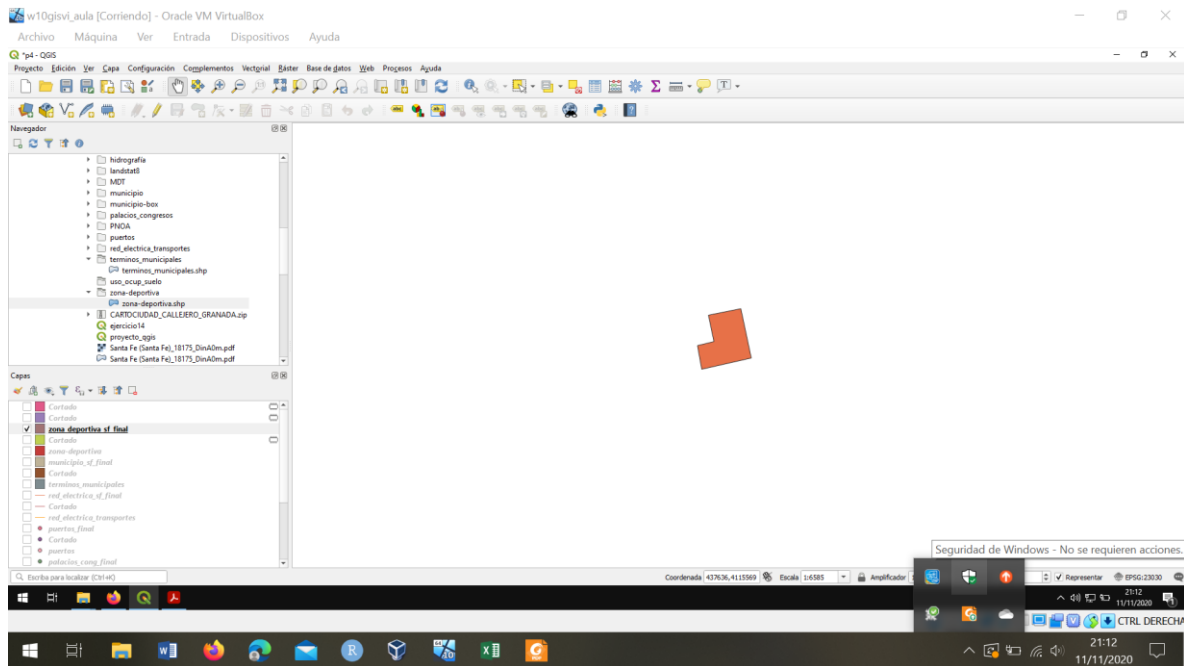 w10gisvi_aula [Corriendo] - Oracle VM VirtualBox
Archivo Máquina Ver Entrada Dispositivos Ayuda
*p4 - QGIS
Proyecto Edición Ver Capa Configuración Complementos Vectorial Ráster Base de datos Web Procesos Ayuda
Navegador
hidrografía
landstat8
MDT
municipio
municipio-box
palacios_congresos
PNOA
puertos
red_electrica_transportes
terminos_municipales
terminos_municipales.shp
uso_ocup_suelo
zona-deportiva
zona-deportiva.shp
CARTOCIUDAD_CALLEJERO_GRANADA.zip
ejercicio14
proyecto_qgis
Santa Fe (Santa Fe)_18175_DinA0m.pdf
Santa Fe (Santa Fe)_18175_DinA0m.pdf
Capas
Cortado
Cortado
zona deportiva sf final
Cortado
zona-deportiva
municipio_sf_final
Cortado
terminos_municipales
red_electrica_sf_final
Cortado
red_electrica_transportes
puertos_final
Cortado
puertos
palacios_cong_final
Seguridad de Windows - No se requieren acciones.
Escriba para localizar (Ctrl+K)
Coordenada 437636,4115569 Escala 1:6585 Amplificador Representar EPSG:23030
21:12
11/11/2020
CTRL DERECHA
21:12
11/11/2020